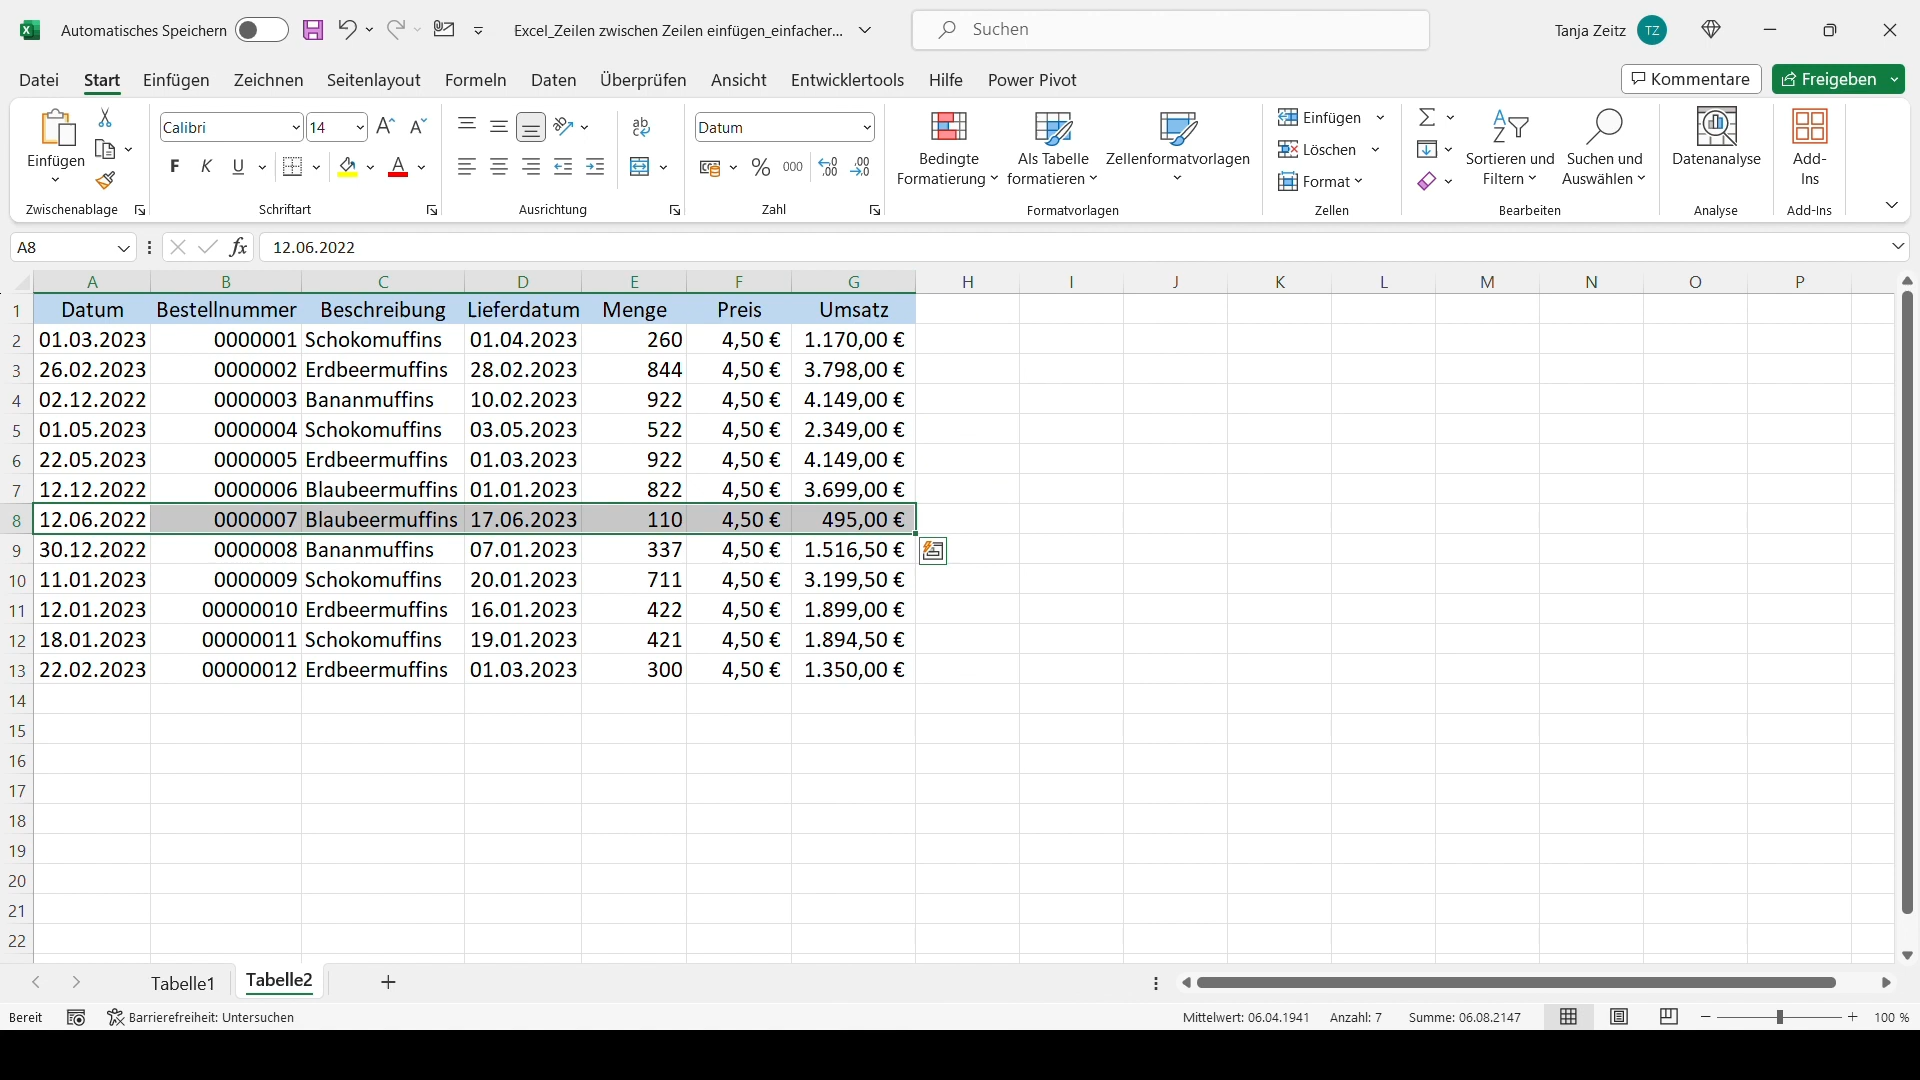 Automatisches Speichern
Excel_Zeilen zwischen Zeilen einfügen_einfacher...
Suchen
Tanja Zeitz
TZ
Datei Start Einfügen Zeichnen Seitenlayout Formeln Daten Überprüfen Ansicht Entwicklertools Hilfe Power Pivot
Kommentare
Freigeben
Einfügen
Zwischenablage
Calibri
14
F K U
Schriftart
Ausrichtung
Datum
% 000
Zahl
Bedingte
Formatierung
Als Tabelle
formatieren
Zellenformatvorlagen
Formatvorlagen
Einfügen
Löschen
Format
Zellen
Sortieren und
Filtern
Suchen und
Auswählen
Bearbeiten
Datenanalyse
Analyse
Add-
Ins
Add-Ins
A8
fx
12.06.2022
A B C D E F G H I J K L M N O P
1 Datum Bestellnummer Beschreibung Lieferdatum Menge Preis Umsatz
2 01.03.2023 0000001 Schokomuffins 01.04.2023 260 4,50 € 1.170,00 €
3 26.02.2023 0000002 Erdbeermuffins 28.02.2023 844 4,50 € 3.798,00 €
4 02.12.2022 0000003 Bananmuffins 10.02.2023 922 4,50 € 4.149,00 €
5 01.05.2023 0000004 Schokomuffins 03.05.2023 522 4,50 € 2.349,00 €
6 22.05.2023 0000005 Erdbeermuffins 01.03.2023 922 4,50 € 4.149,00 €
7 12.12.2022 0000006 Blaubeermuffins 01.01.2023 822 4,50 € 3.699,00 €
8 12.06.2022 0000007 Blaubeermuffins 17.06.2023 110 4,50 € 495,00 €
9 30.12.2022 0000008 Bananmuffins 07.01.2023 337 4,50 € 1.516,50 €
10 11.01.2023 0000009 Schokomuffins 20.01.2023 711 4,50 € 3.199,50 €
11 12.01.2023 00000010 Erdbeermuffins 16.01.2023 422 4,50 € 1.899,00 €
12 18.01.2023 00000011 Schokomuffins 19.01.2023 421 4,50 € 1.894,50 €
13 22.02.2023 00000012 Erdbeermuffins 01.03.2023 300 4,50 € 1.350,00 €
14
15
16
17
18
19
20
21
22
Tabelle1 Tabelle2
Bereit
Barrierefreiheit: Untersuchen
Mittelwert: 06.04.1941 Anzahl: 7 Summe: 06.08.2147
100 %